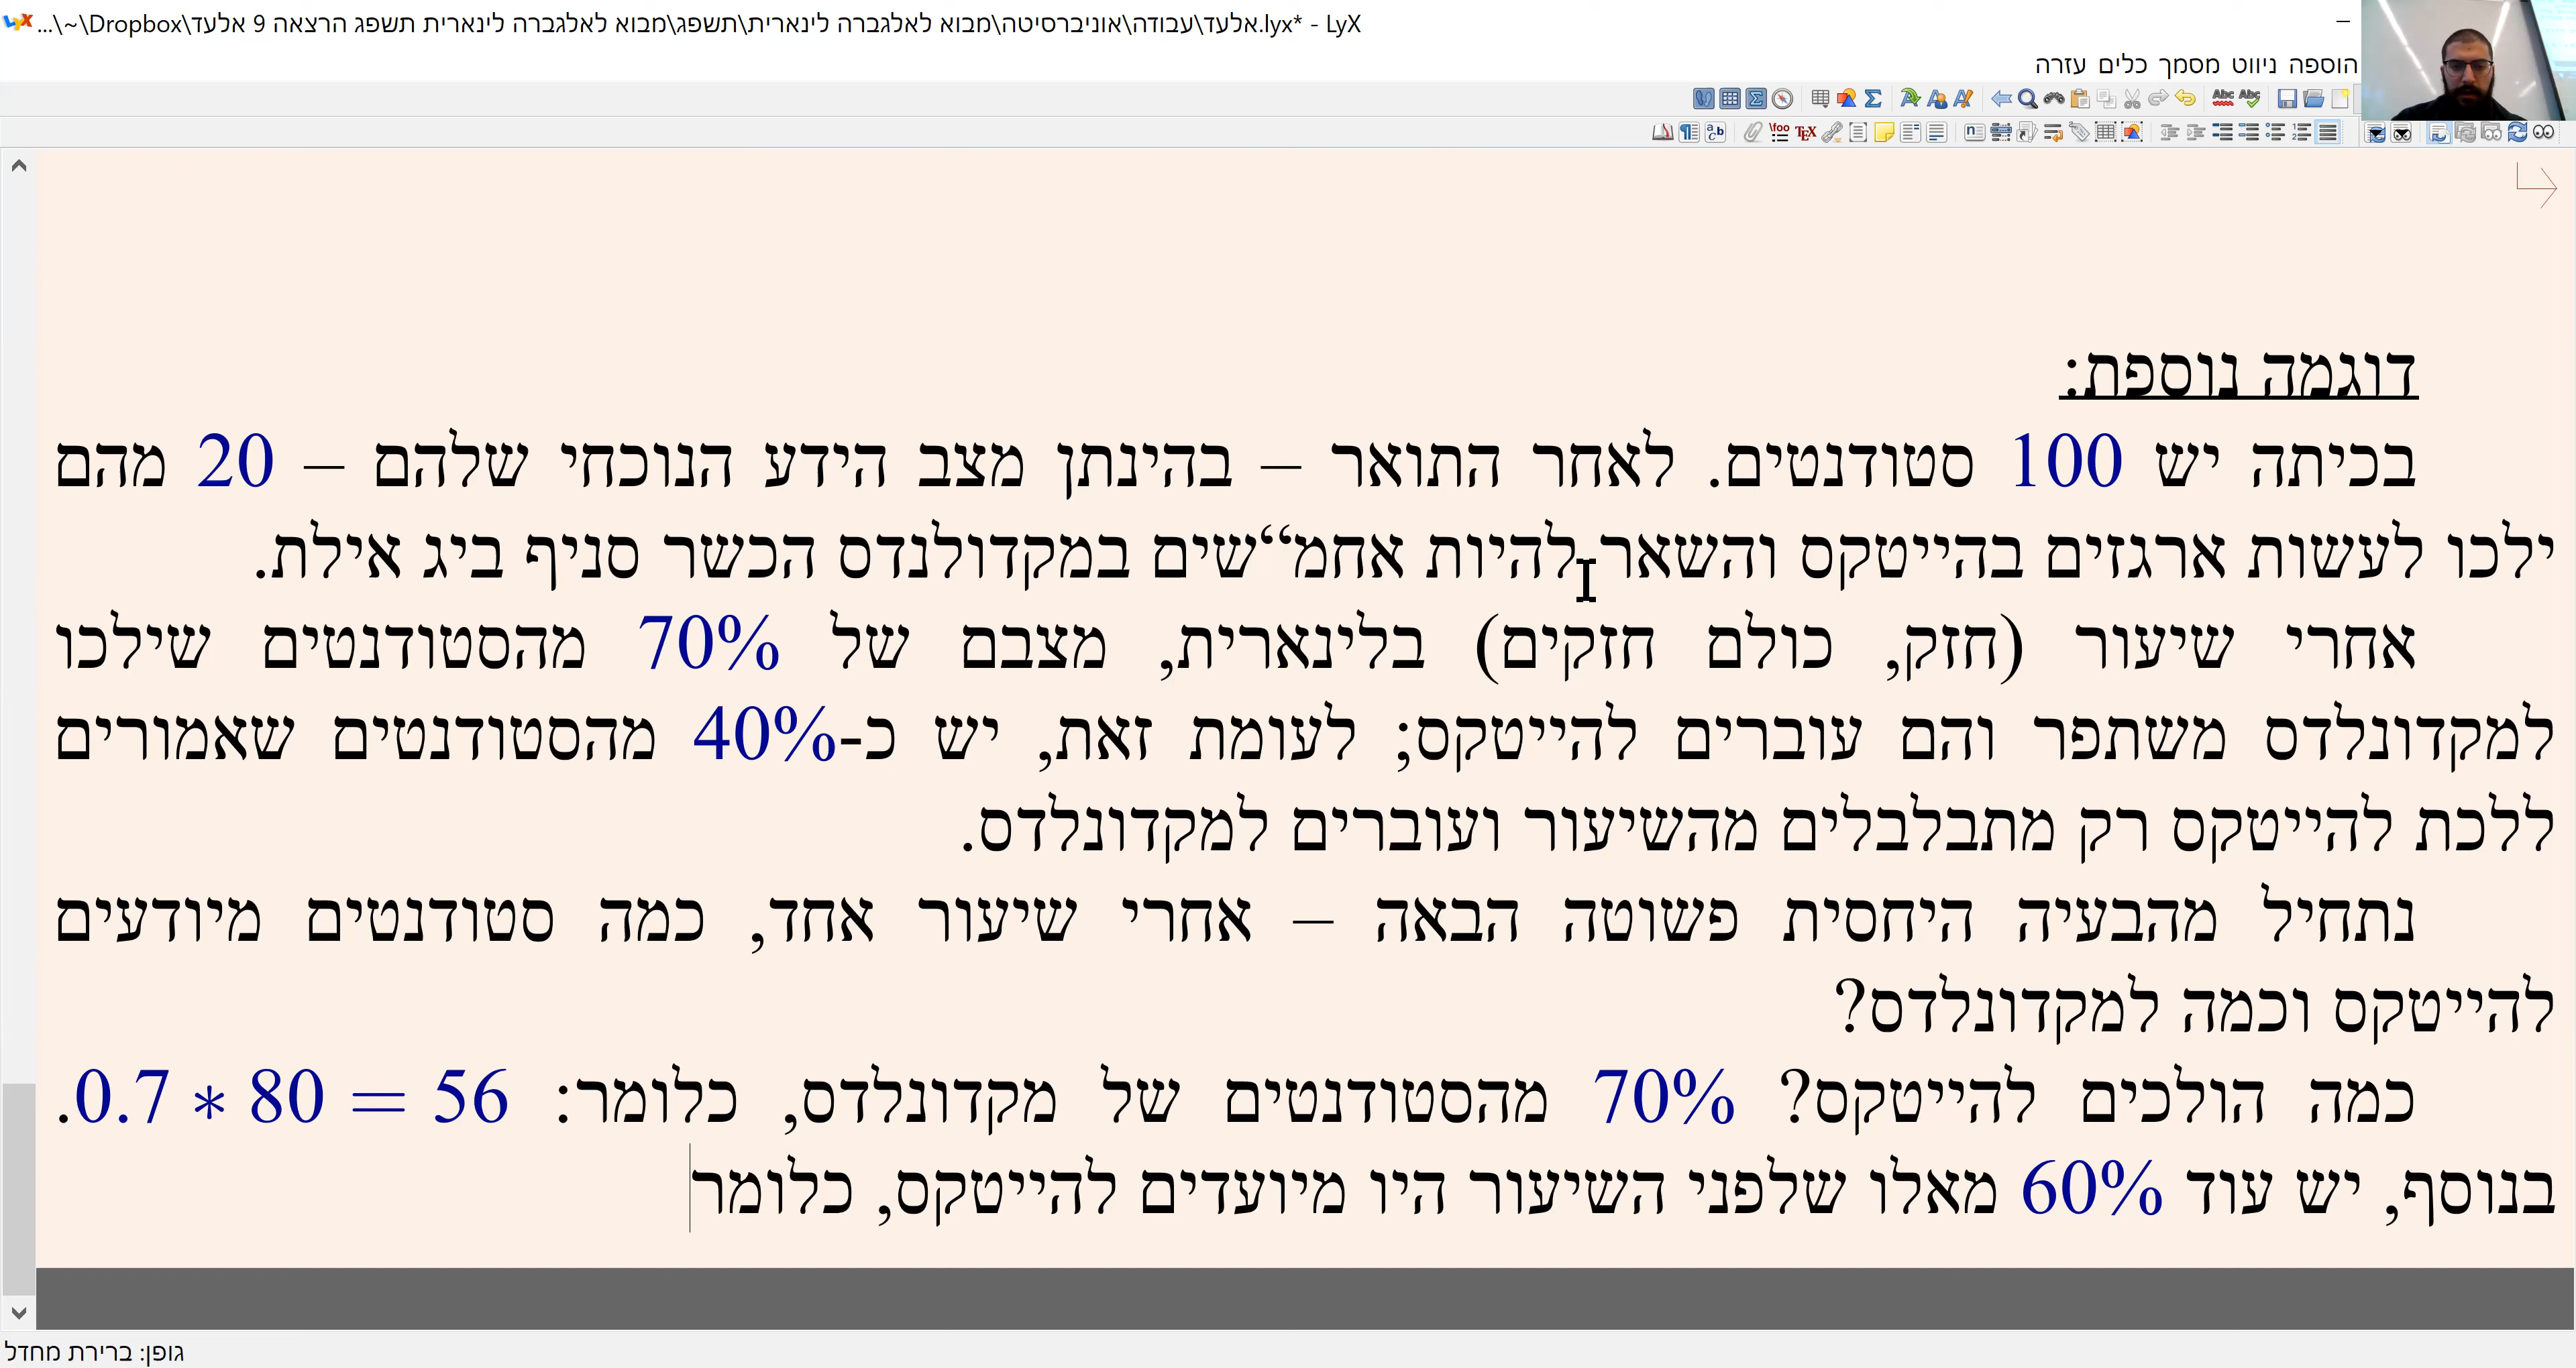 ...\~\Dropbox\אלעד\עבודה\אוניברסיטה\מבוא לאלגברה לינארית\תשפג\מבוא לאלגברה לינארית תשפג הרצאה 9 אלעד.lyx* - LyX
הוספה ניווט מסמך כלים עזרה
דוגמה נוספת:
בכיתה יש 100 סטודנטים. לאחר התואר – בהינתן מצב הידע הנוכחי שלהם – 20 מהם
ילכו לעשות ארגזים בהייטקס והשאר להיות אחמ“שים במקדולנדס הכשר סניף ביג אילת.
אחרי שיעור (חזק, כולם חזקים) בלינארית, מצבם של 70% מהסטודנטים שילכו
למקדונלדס משתפר והם עוברים להייטקס; לעומת זאת, יש כ-40% מהסטודנטים שאמורים
ללכת להייטקס רק מתבלבלים מהשיעור ועוברים למקדונלדס.
נתחיל מהבעיה היחסית פשוטה הבאה – אחרי שיעור אחד, כמה סטודנטים מיודעים
להייטקס וכמה למקדונלדס?
כמה הולכים להייטקס? 70% מהסטודנטים של מקדונלדס, כלומר: 0.7 * 80 = 56.
בנוסף, יש עוד 60% מאלו שלפני השיעור היו מיועדים להייטקס, כלומר
גופן: ברירת מחדל